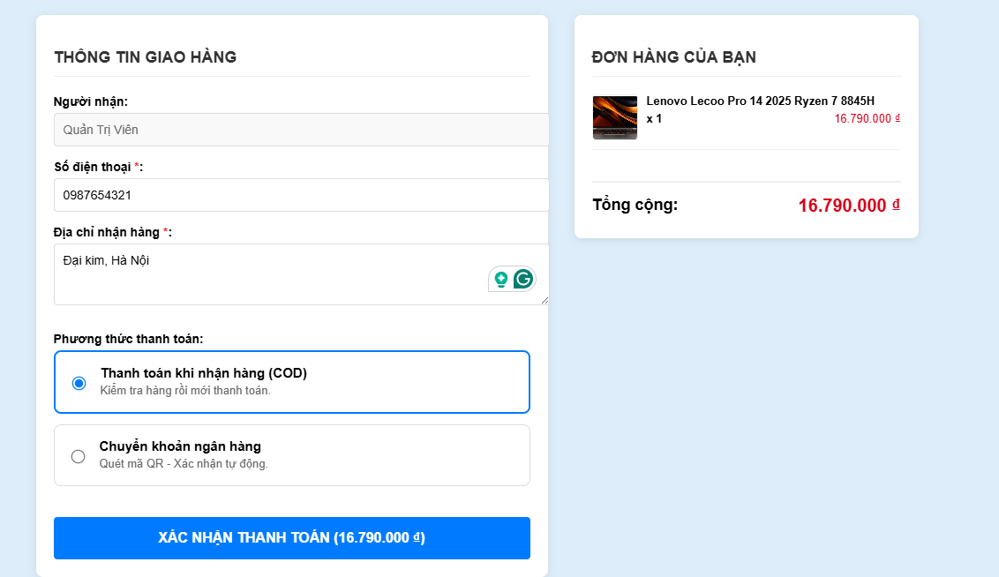 THÔNG TIN GIAO HÀNG
Người nhận:
Quản Trị Viên
Số điện thoại *:
0987654321
Địa chỉ nhận hàng *:
Đại kim, Hà Nội
Phương thức thanh toán:
Thanh toán khi nhận hàng (COD)
Kiểm tra hàng rồi mới thanh toán.
Chuyển khoản ngân hàng
Quét mã QR - Xác nhận tự động.
XÁC NHẬN THANH TOÁN (16.790.000 ₫)
ĐƠN HÀNG CỦA BẠN
Lenovo Lecoo Pro 14 2025 Ryzen 7 8845H
x 1 16.790.000 ₫
Tổng cộng: 16.790.000 ₫